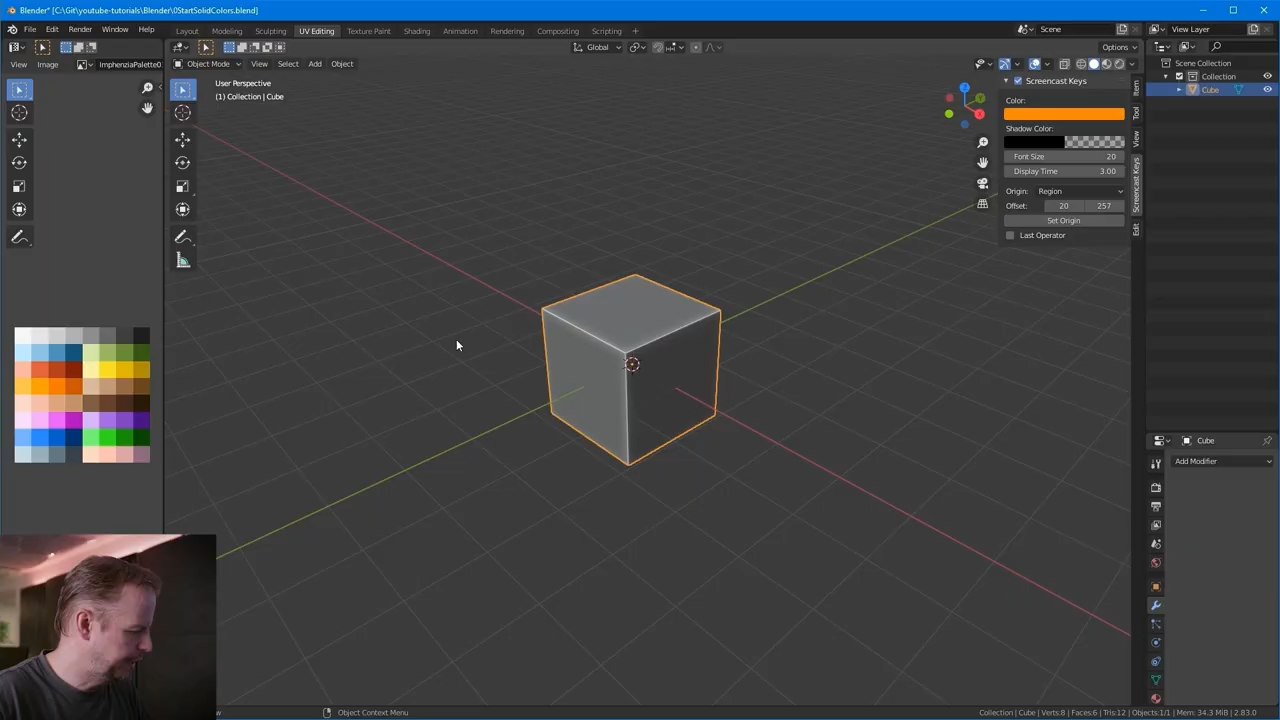 Blender* [C:\Git\youtube-tutorials\Blender\0StartSolidColors.blend]
File Edit Render Window Help Layout Modeling Sculpting UV Editing Texture Paint Shading Animation Rendering Compositing Scripting + Scene View Layer
Global Options
View Image ImphenziaPalette0 Object Mode View Select Add Object
User Perspective
(1) Collection | Cube
Screencast Keys
Color:
Shadow Color:
Font Size 20
Display Time 3.00
Origin: Region
Offset: 20 257
Set Origin
Last Operator
Item
Tool
View
Screencast Keys
Edit
Scene Collection
Collection
Cube
Cube
Add Modifier
Object Context Menu
Collection | Cube | Verts:8 | Faces:6 | Tris:12 | Objects:1/1 | Mem: 34.3 MiB | 2.83.0